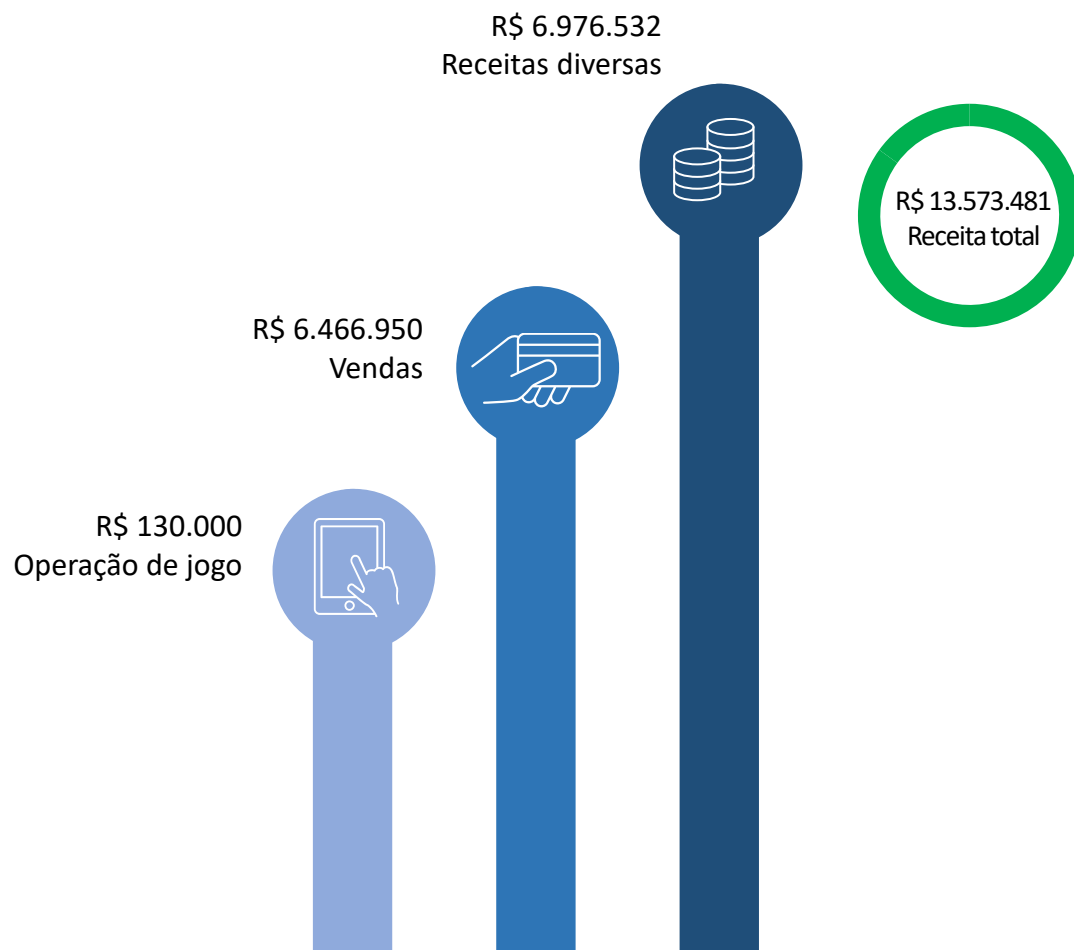 R$ 6.976.532
Receitas diversas
R$ 13.573.481
Receita total
R$ 6.466.950
Vendas
R$ 130.000
Operação de jogo